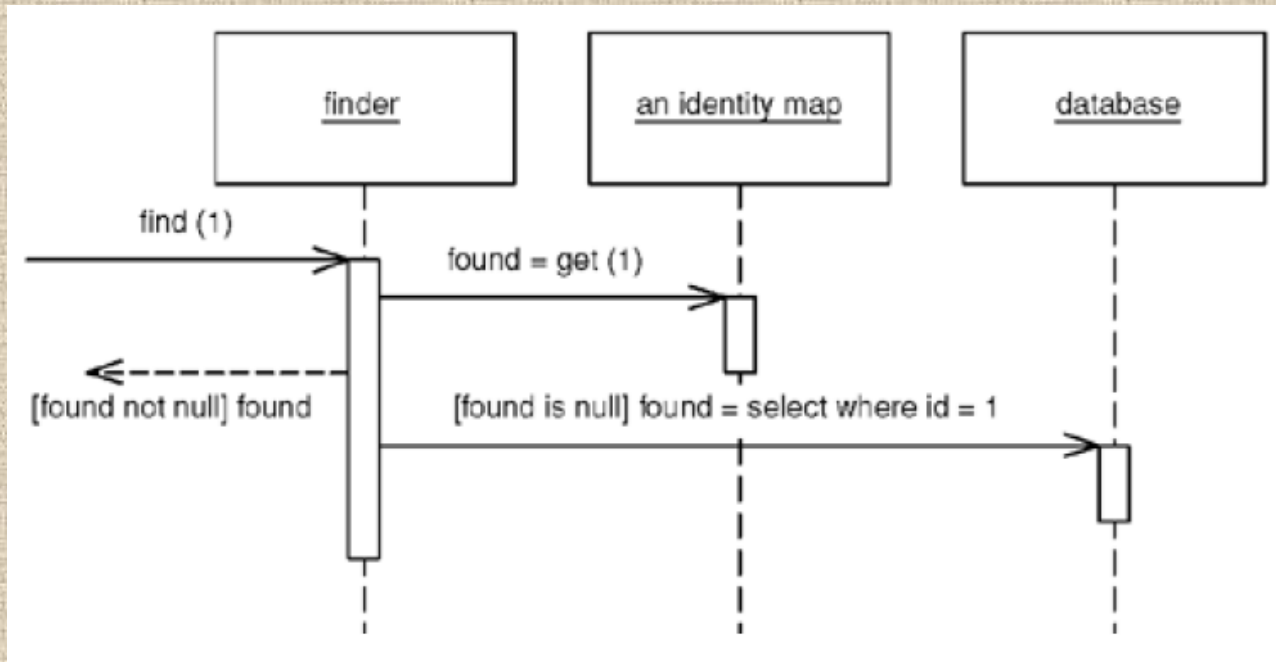 finder
an identity map
database
find (1)
found = get (1)
[found not null] found
[found is null] found = select where id = 1